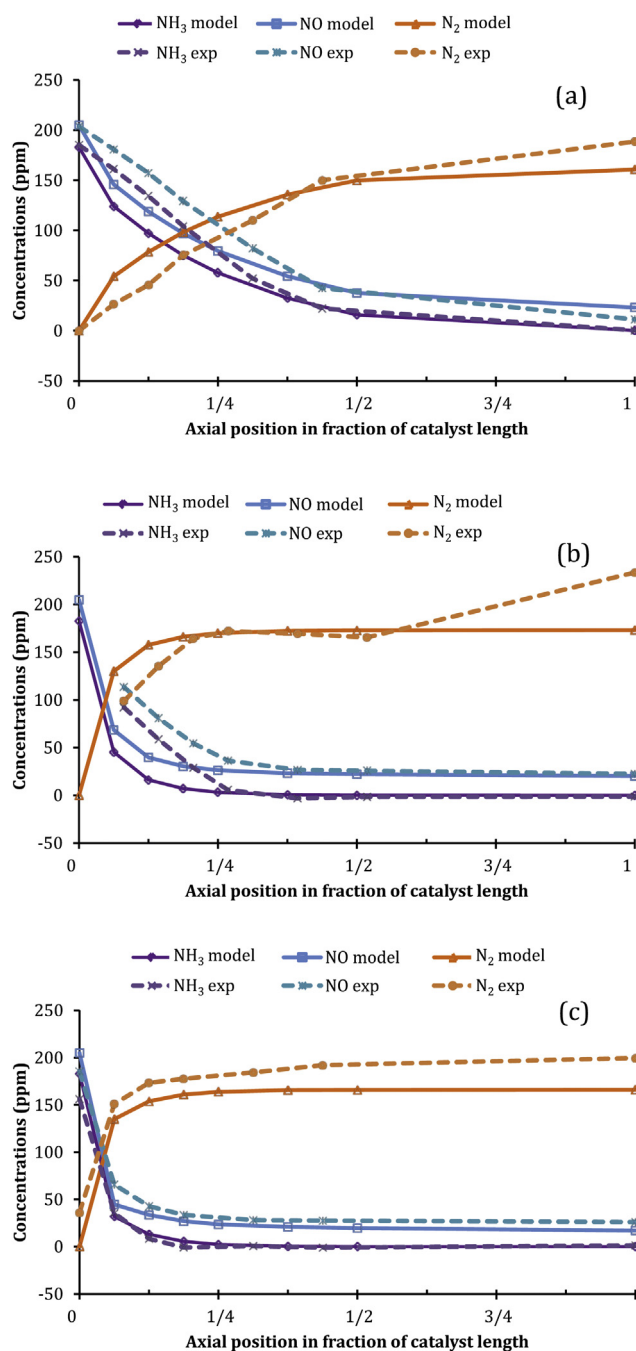 NH₃ model NO model N₂ model
NH₃ exp NO exp N₂ exp
(a)
250
200
150
100
50
0
-50
Concentrations (ppm)
0 1/4 1/2 3/4 1
Axial position in fraction of catalyst length
NH₃ model NO model N₂ model
NH₃ exp NO exp N₂ exp
(b)
250
200
150
100
50
0
-50
Concentrations (ppm)
0 1/4 1/2 3/4 1
Axial position in fraction of catalyst length
NH₃ model NO model N₂ model
NH₃ exp NO exp N₂ exp
(c)
250
200
150
100
50
0
-50
Concentrations (ppm)
0 1/4 1/2 3/4 1
Axial position in fraction of catalyst length